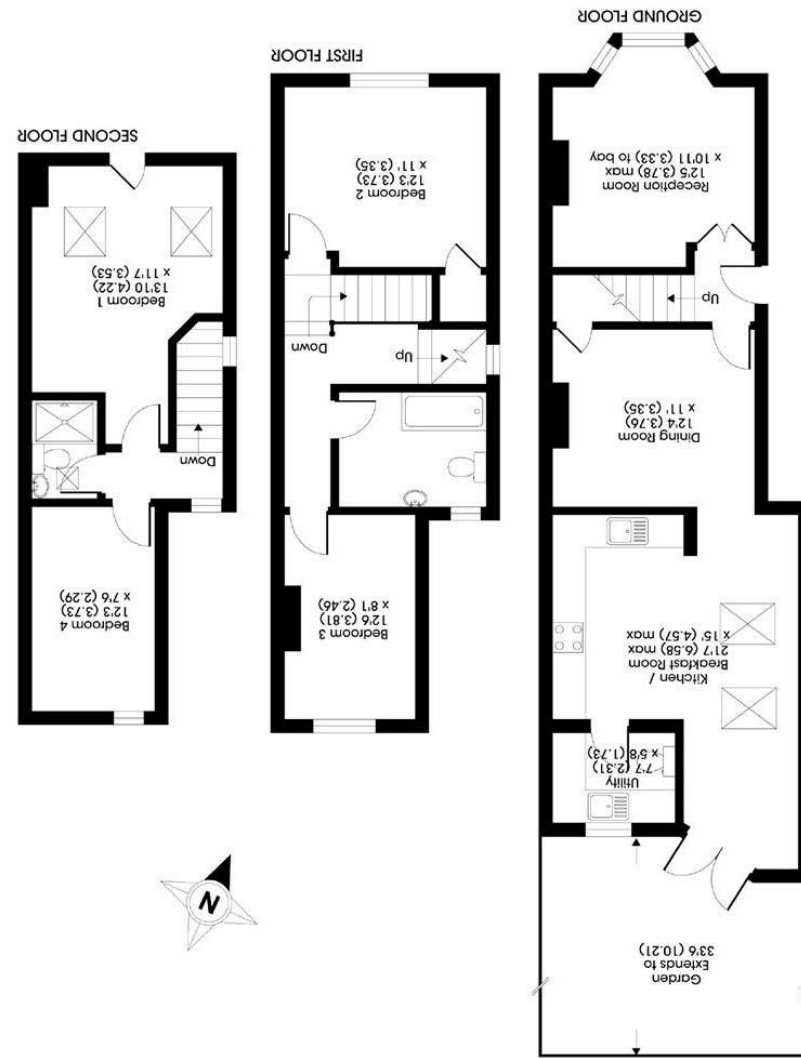 Garden
Extends to
33'6 (10.21)
Utility
7'7 (2.31)
x 5'8 (1.73)
Kitchen /
Breakfast Room
21'7 (6.58) max
x 15' (4.57) max
Dining Room
12'4 (3.76)
x 11' (3.35)
Up
Reception Room
12'5 (3.78) max
x 10'11 (3.33) to bay
GROUND FLOOR
Bedroom 3
12'6 (3.81)
x 8'1 (2.46)
Up
Down
Bedroom 2
12'3 (3.73)
x 11' (3.35)
FIRST FLOOR
N
Bedroom 4
12'3 (3.73)
x 7'6 (2.29)
Down
Bedroom 1
13'10 (4.22)
x 11'7 (3.53)
SECOND FLOOR